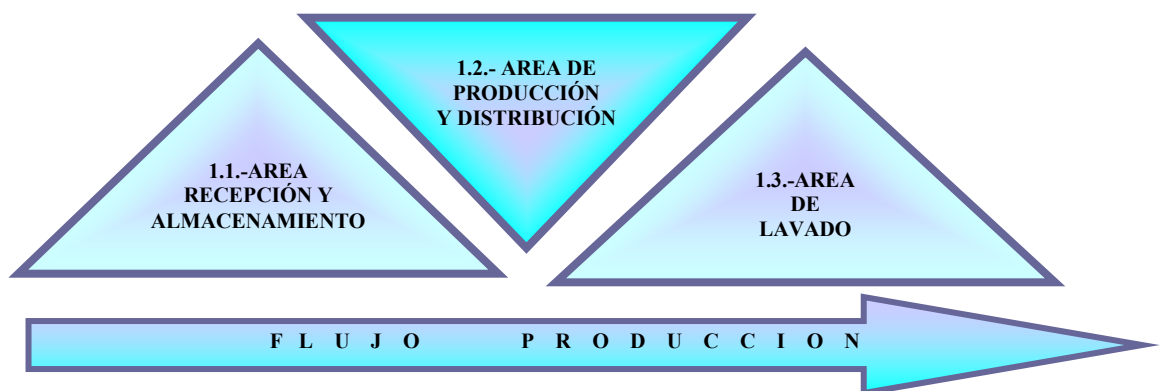 1.1.-AREA
RECEPCIÓN Y
ALMACENAMIENTO
1.2.- AREA DE
PRODUCCIÓN
Y DISTRIBUCIÓN
1.3.-AREA
DE
LAVADO
F L U J O P R O D U C C I O N